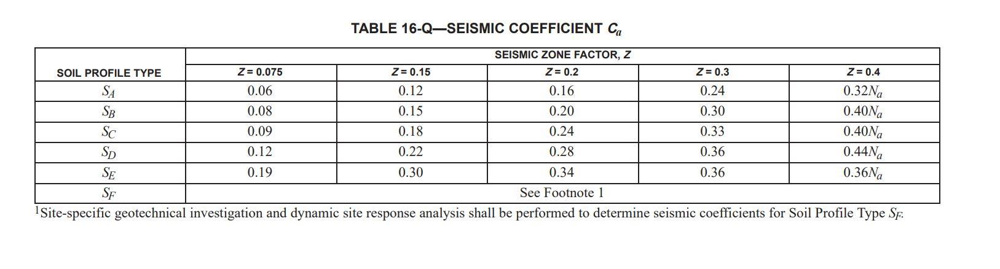 TABLE 16-Q—SEISMIC COEFFICIENT Ca
SEISMIC ZONE FACTOR, Z
SOIL PROFILE TYPE Z = 0.075 Z = 0.15 Z = 0.2 Z = 0.3 Z = 0.4
SA 0.06 0.12 0.16 0.24 0.32Na
SB 0.08 0.15 0.20 0.30 0.40Na
SC 0.09 0.18 0.24 0.33 0.40Na
SD 0.12 0.22 0.28 0.36 0.44Na
SE 0.19 0.30 0.34 0.36 0.36Na
SF See Footnote 1
1Site-specific geotechnical investigation and dynamic site response analysis shall be performed to determine seismic coefficients for Soil Profile Type SF.